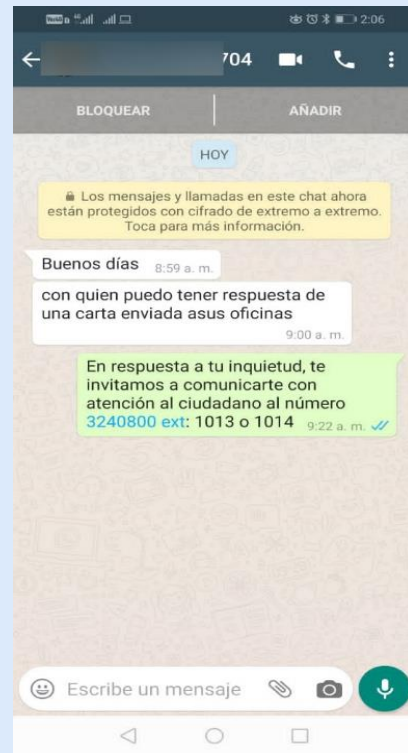 2:06
704
BLOQUEAR
AÑADIR
HOY
Los mensajes y llamadas en este chat ahora
están protegidos con cifrado de extremo a extremo.
Toca para más información.
Buenos días 8:59 a. m.
con quien puedo tener respuesta de
una carta enviada asus oficinas
9:00 a. m.
En respuesta a tu inquietud, te
invitamos a comunicarte con
atención al ciudadano al número
3240800 ext: 1013 o 1014 9:22 a. m.
Escribe un mensaje